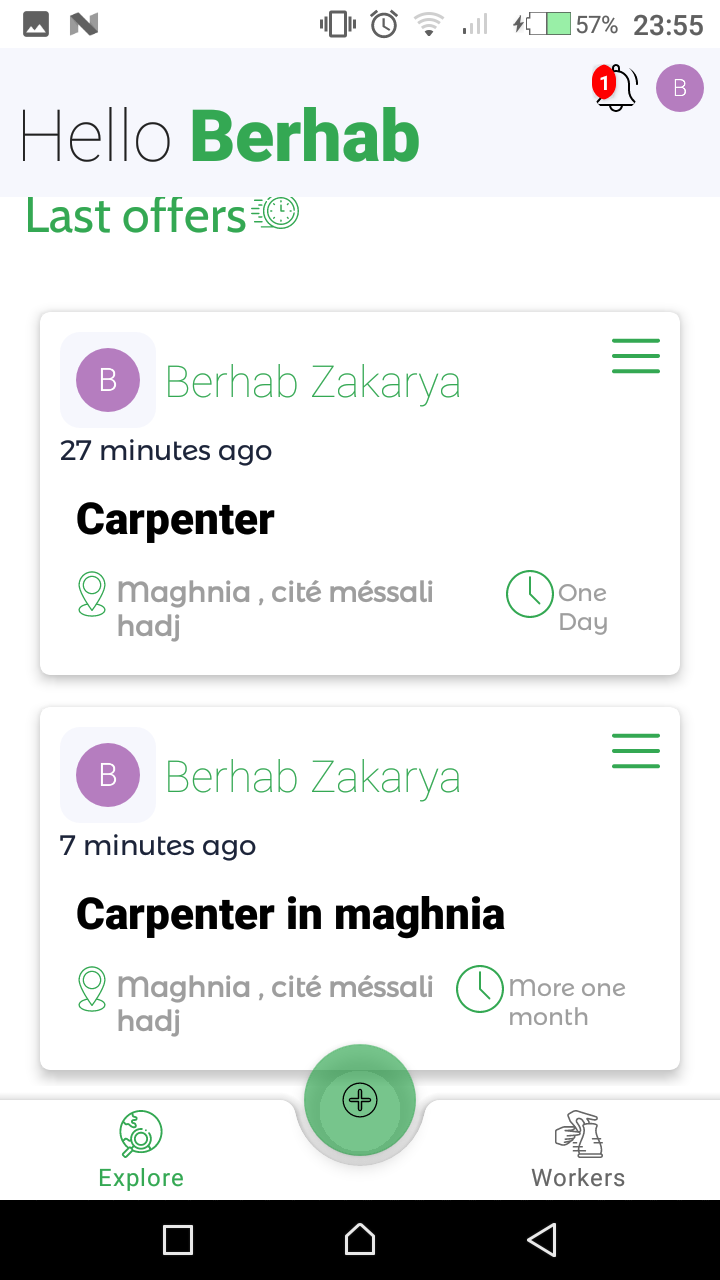 57% 23:55
1
B
Hello Berhab
Last offers
B
Berhab Zakarya
27 minutes ago
Carpenter
Maghnia , cité méssali
hadj
One
Day
B
Berhab Zakarya
7 minutes ago
Carpenter in maghnia
Maghnia , cité méssali
hadj
More one
month
Explore
Workers